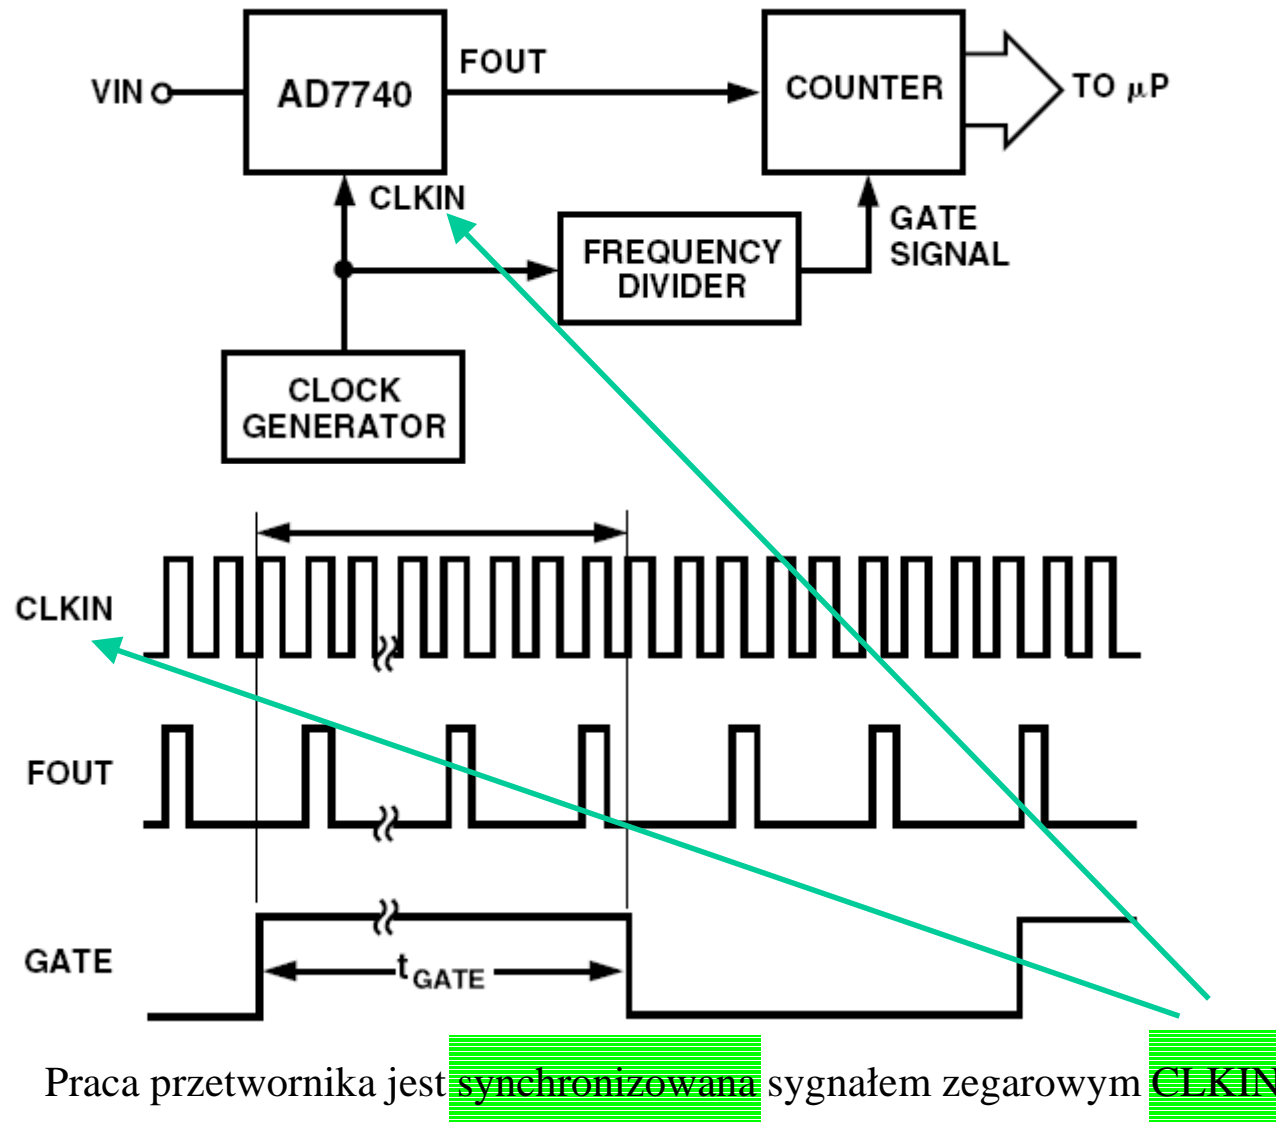 VIN
AD7740
FOUT
COUNTER
TO μP
CLKIN
GATE
SIGNAL
FREQUENCY
DIVIDER
CLOCK
GENERATOR
CLKIN
FOUT
GATE
tGATE
Praca przetwornika jest synchronizowana sygnałem zegarowym CLKIN